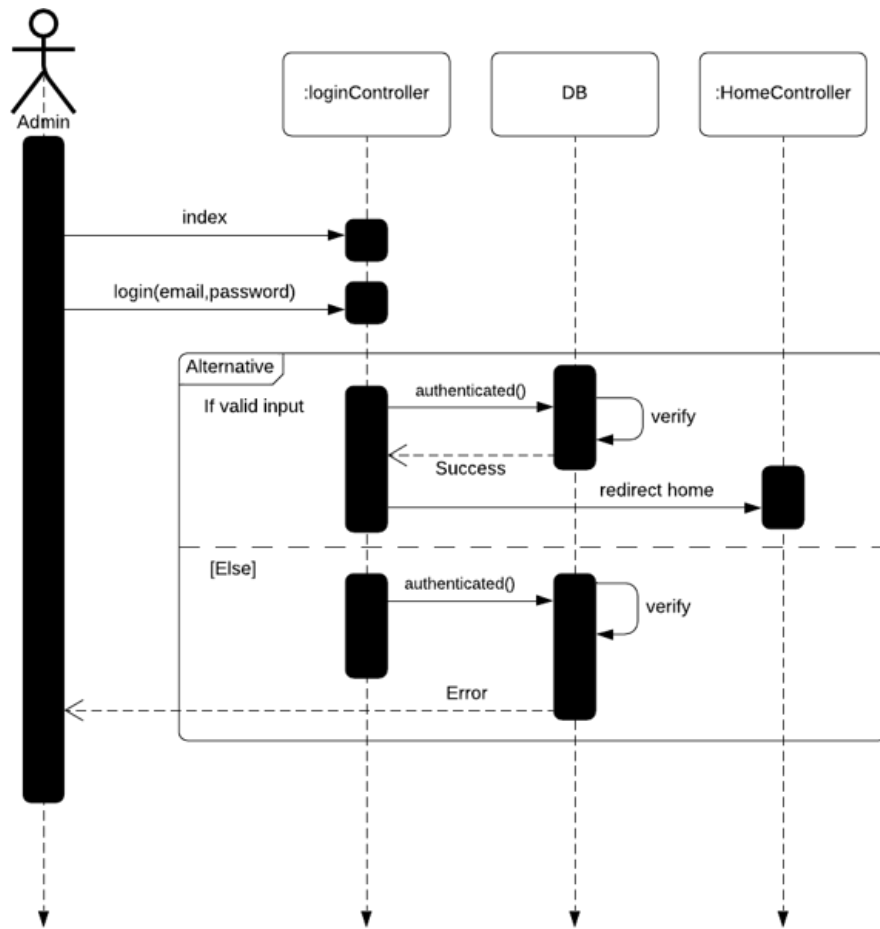 Admin
:loginController
DB
:HomeController
index
login(email,password)
Alternative
If valid input
authenticated()
verify
Success
redirect home
[Else]
authenticated()
verify
Error